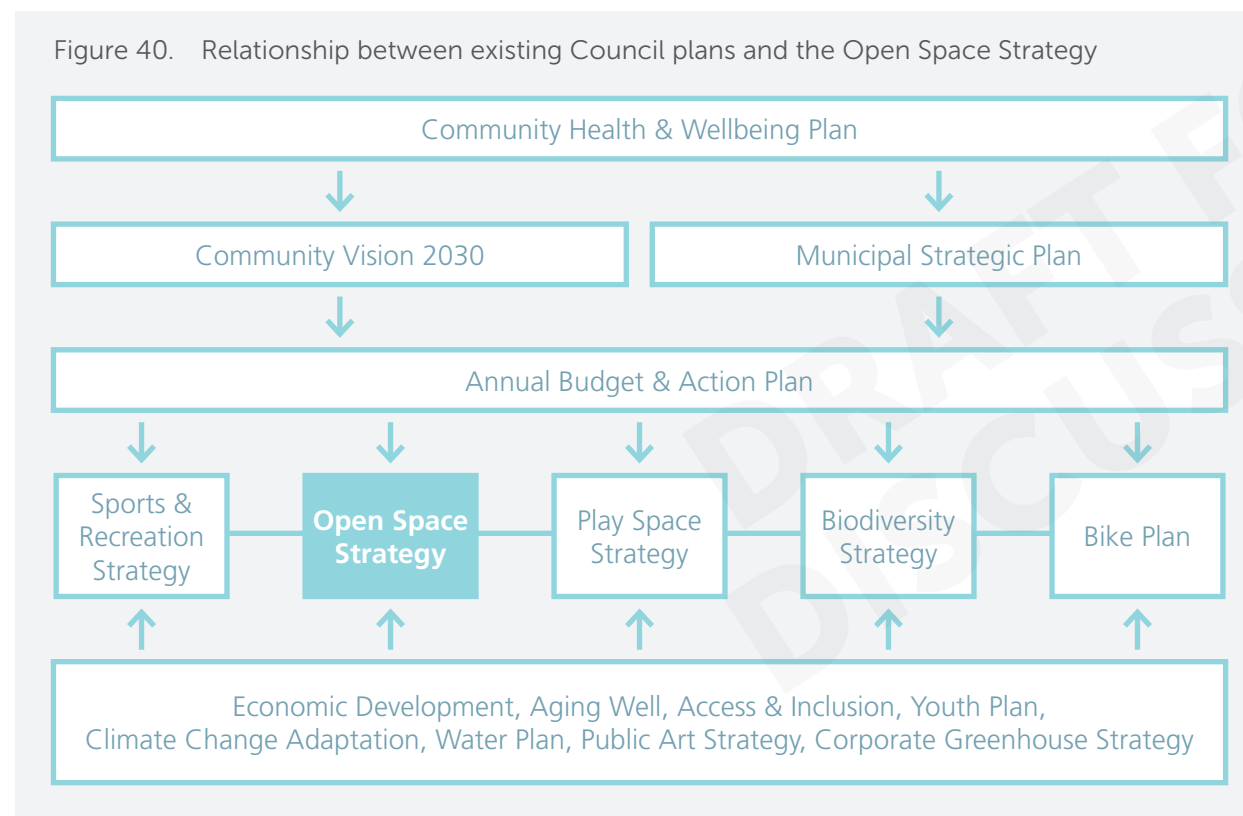 Figure 40. Relationship between existing Council plans and the Open Space Strategy
Community Health & Wellbeing Plan
Community Vision 2030
Municipal Strategic Plan
Annual Budget & Action Plan
Sports &
Recreation
Strategy
Open Space
Strategy
Play Space
Strategy
Biodiversity
Strategy
Bike Plan
Economic Development, Aging Well, Access & Inclusion, Youth Plan,
Climate Change Adaptation, Water Plan, Public Art Strategy, Corporate Greenhouse Strategy
DRAFT